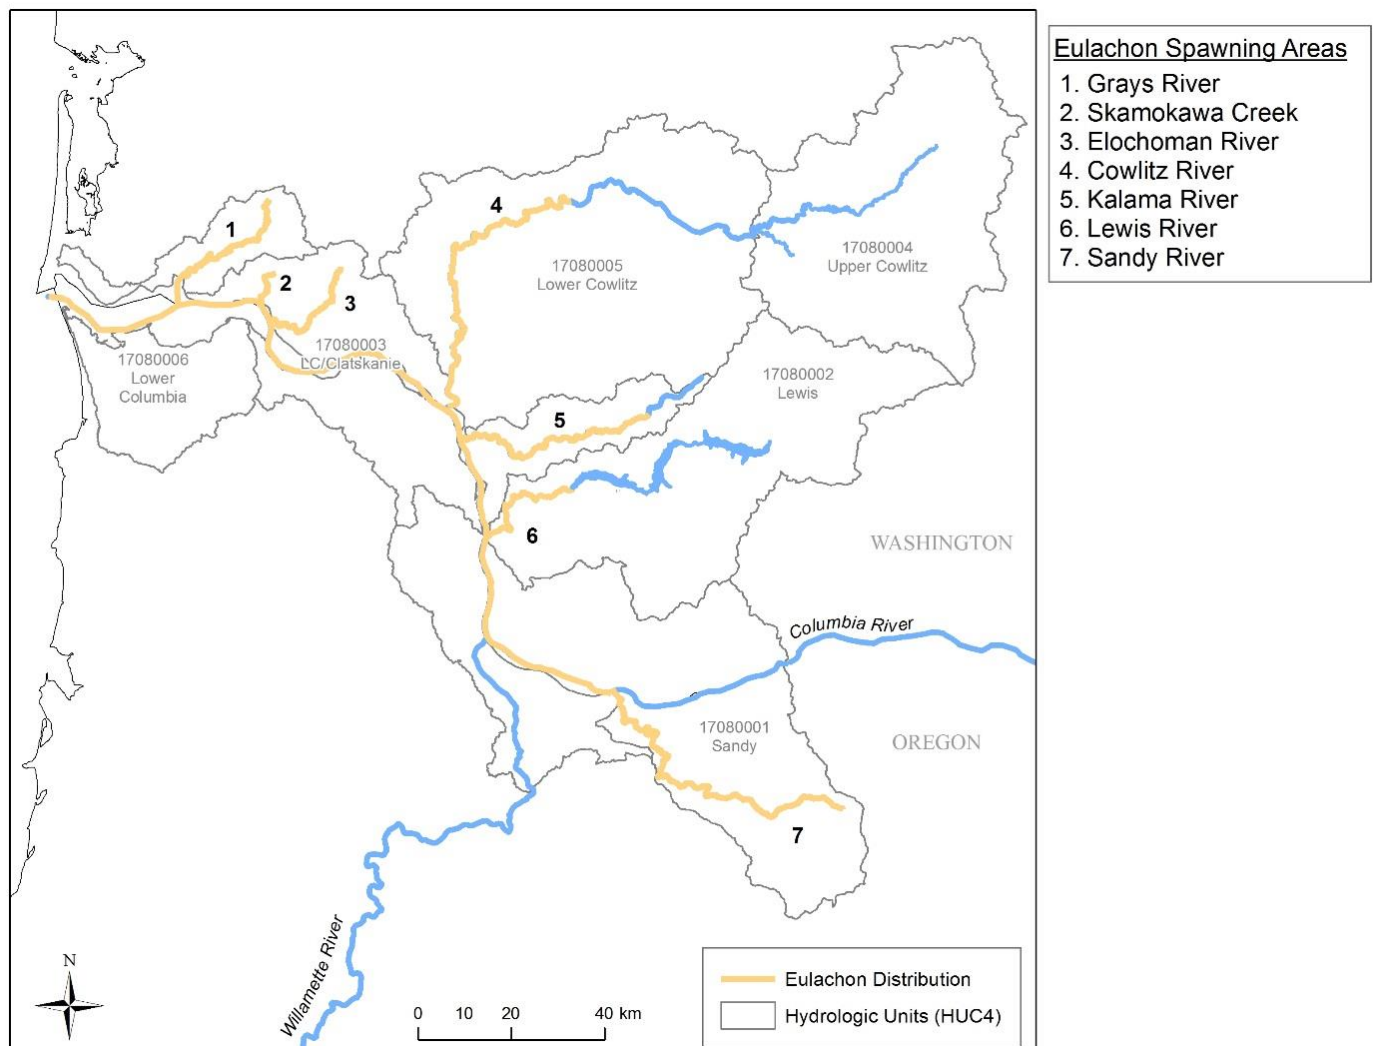 Eulachon Spawning Areas
1. Grays River
2. Skamokawa Creek
3. Elochoman River
4. Cowlitz River
5. Kalama River
6. Lewis River
7. Sandy River
1
2
3
4
5
6
7
17080004
Upper Cowlitz
17080005
Lower Cowlitz
17080003
LC/Clatskanie
17080006
Lower
Columbia
17080002
Lewis
WASHINGTON
Columbia River
17080001
Sandy
OREGON
Willamette River
N
0 10 20 40 km
Eulachon Distribution
Hydrologic Units (HUC4)